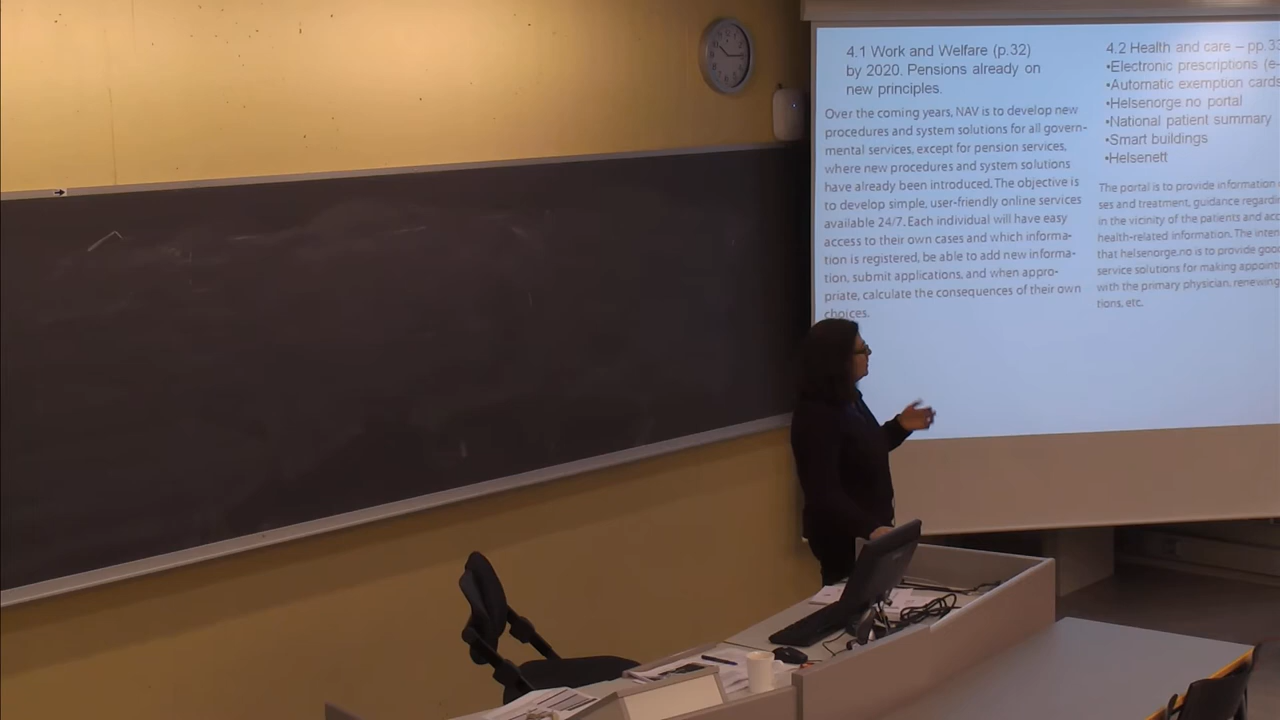 4.1 Work and Welfare (p.32)
by 2020. Pensions already on
new principles.
Over the coming years, NAV is to develop new
procedures and system solutions for all govern-
mental services, except for pension services,
where new procedures and system solutions
have already been introduced. The objective is
to develop simple, user-friendly online services
available 24/7. Each individual will have easy
access to their own cases and which informa-
tion is registered, be able to add new informa-
tion, submit applications, and when appro-
priate, calculate the consequences of their own
choices.
4.2 Health and care – pp.33
•Electronic prescriptions (e-
•Automatic exemption cards
•Helsenorge no portal
•National patient summary
•Smart buildings
•Helsenett
The portal is to provide information
ses and treatment, guidance regardi
in the vicinity of the patients and acc
health-related information. The inten
that helsenorge.no is to provide good
service solutions for making appoint
with the primary physician, renewing
tions, etc.